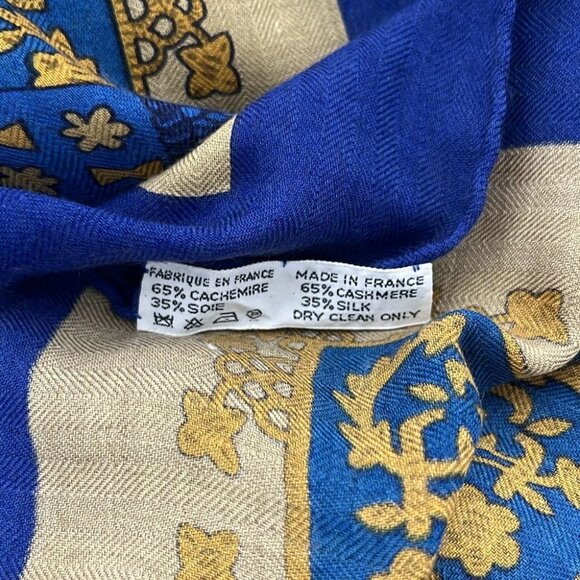 FABRIQUE EN FRANCE
65% CACHEMIRE
35% SOIE
MADE IN FRANCE
65% CASHMERE
35% SILK
DRY CLEAN ONLY